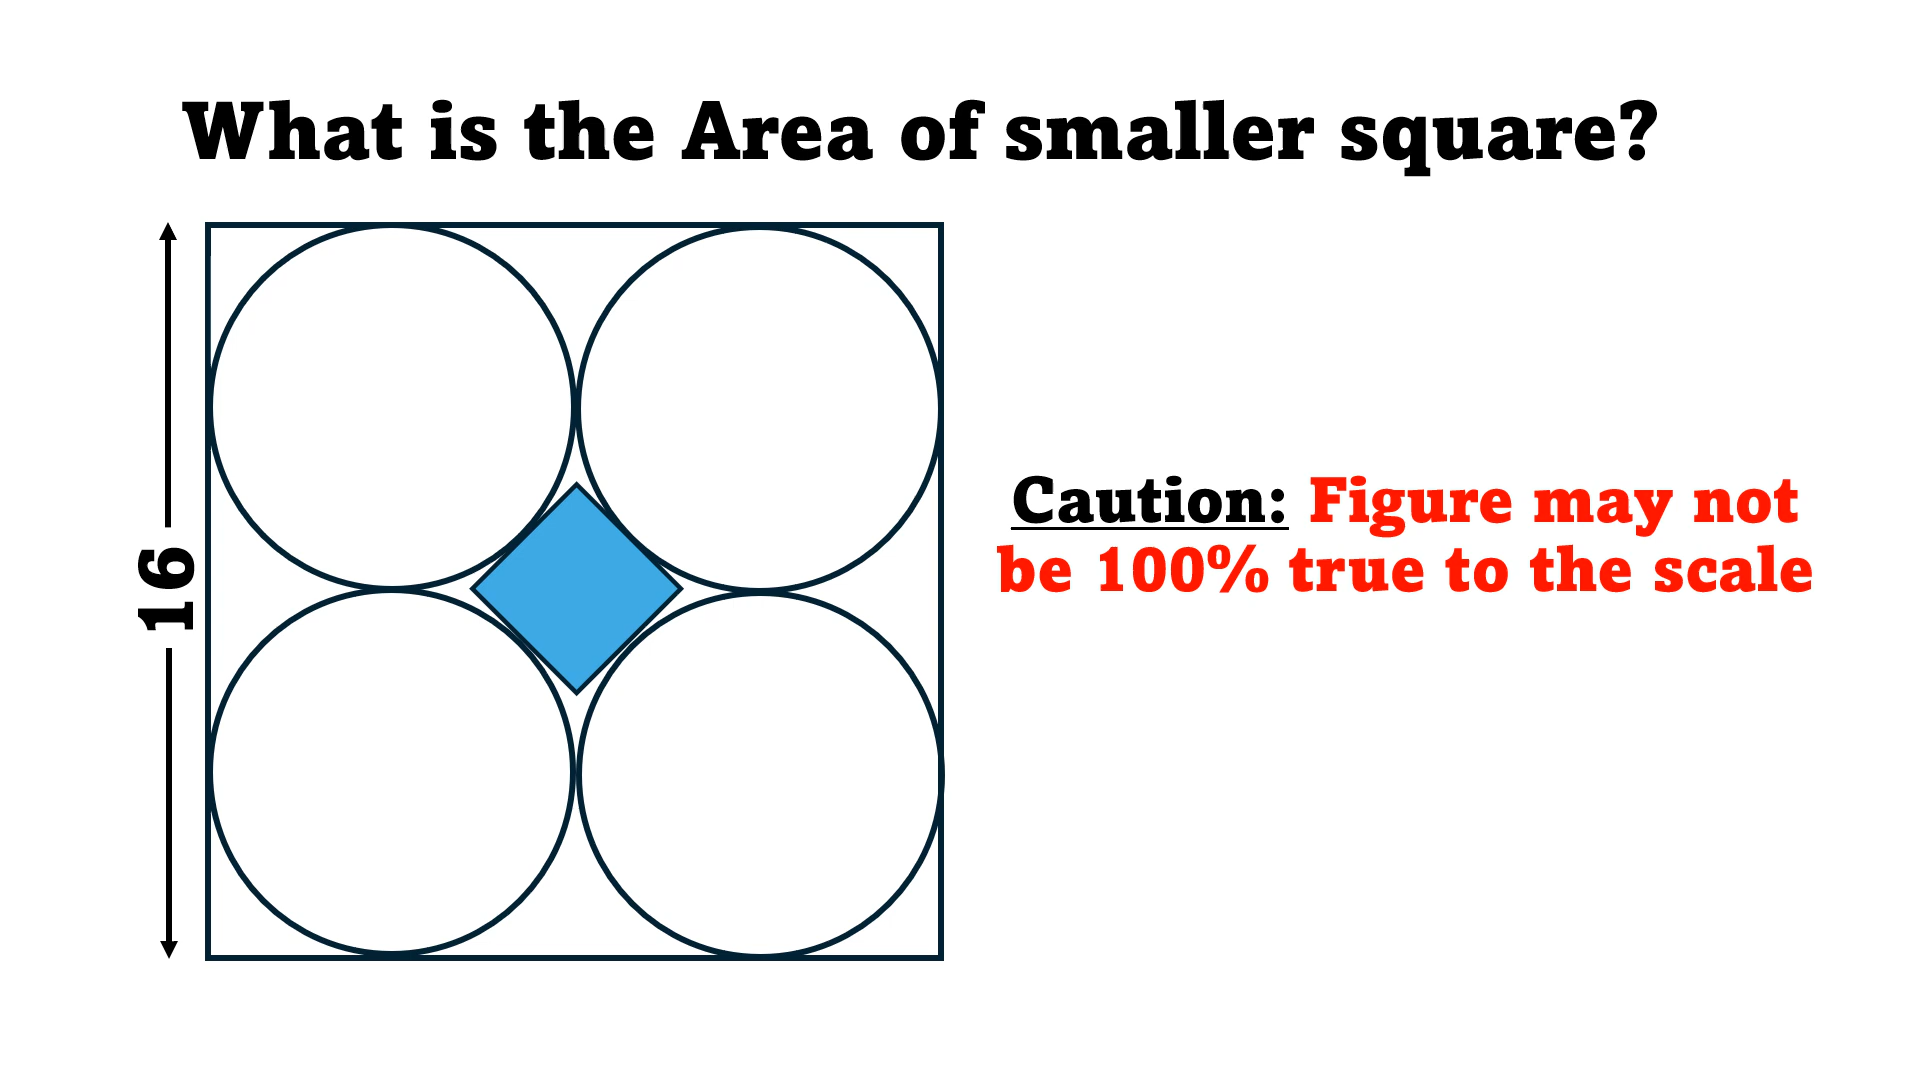 What is the Area of smaller square?
16
Caution: Figure may not
be 100% true to the scale